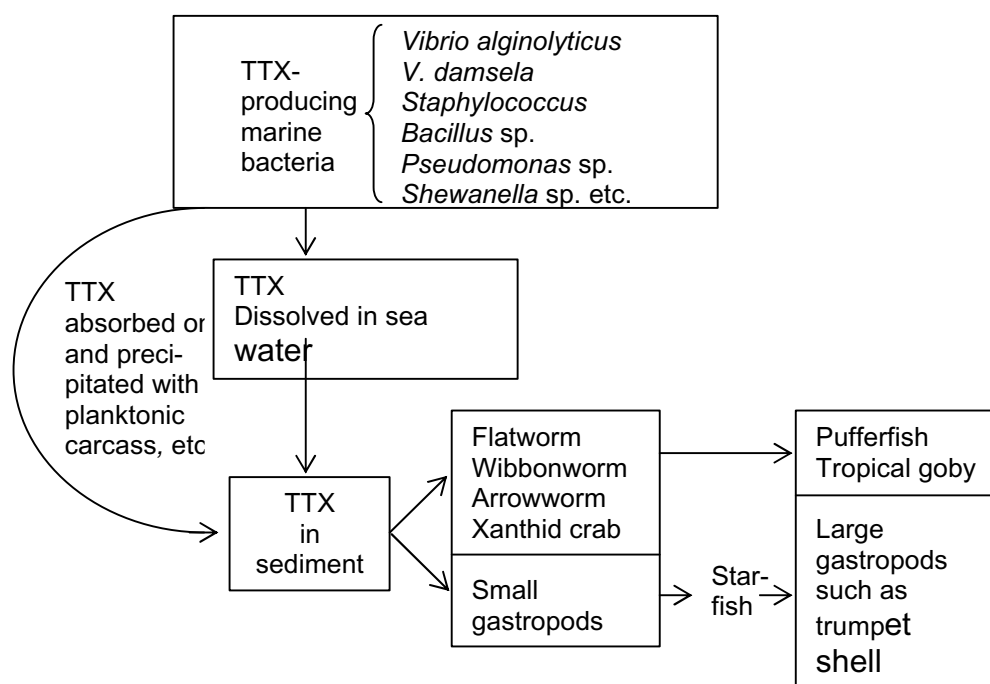 TTX-
producing
marine
bacteria
Vibrio alginolyticus
V. damsela
Staphylococcus
Bacillus sp.
Pseudomonas sp.
Shewanella sp. etc.
TTX
absorbed or
and preci-
pitated with
planktonic
carcass, etc
TTX
Dissolved in sea
water
TTX
in
sediment
Flatworm
Wibbonworm
Arrowworm
Xanthid crab
Small
gastropods
Star-
fish
Pufferfish
Tropical goby
Large
gastropods
such as
trumpet
shell